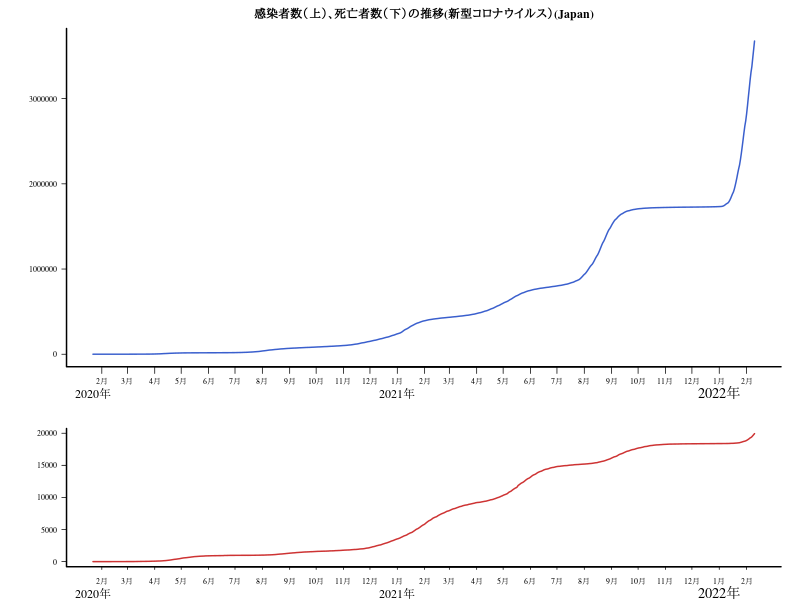 感染者数（上）、死亡者数（下）の推移(新型コロナウイルス）(Japan)
3000000
2000000
1000000
0
2月 3月 4月 5月 6月 7月 8月 9月 10月 11月 12月 1月 2月 3月 4月 5月 6月 7月 8月 9月 10月 11月 12月 1月 2月
2020年 2021年 2022年
20000
15000
10000
5000
0
2月 3月 4月 5月 6月 7月 8月 9月 10月 11月 12月 1月 2月 3月 4月 5月 6月 7月 8月 9月 10月 11月 12月 1月 2月
2020年 2021年 2022年